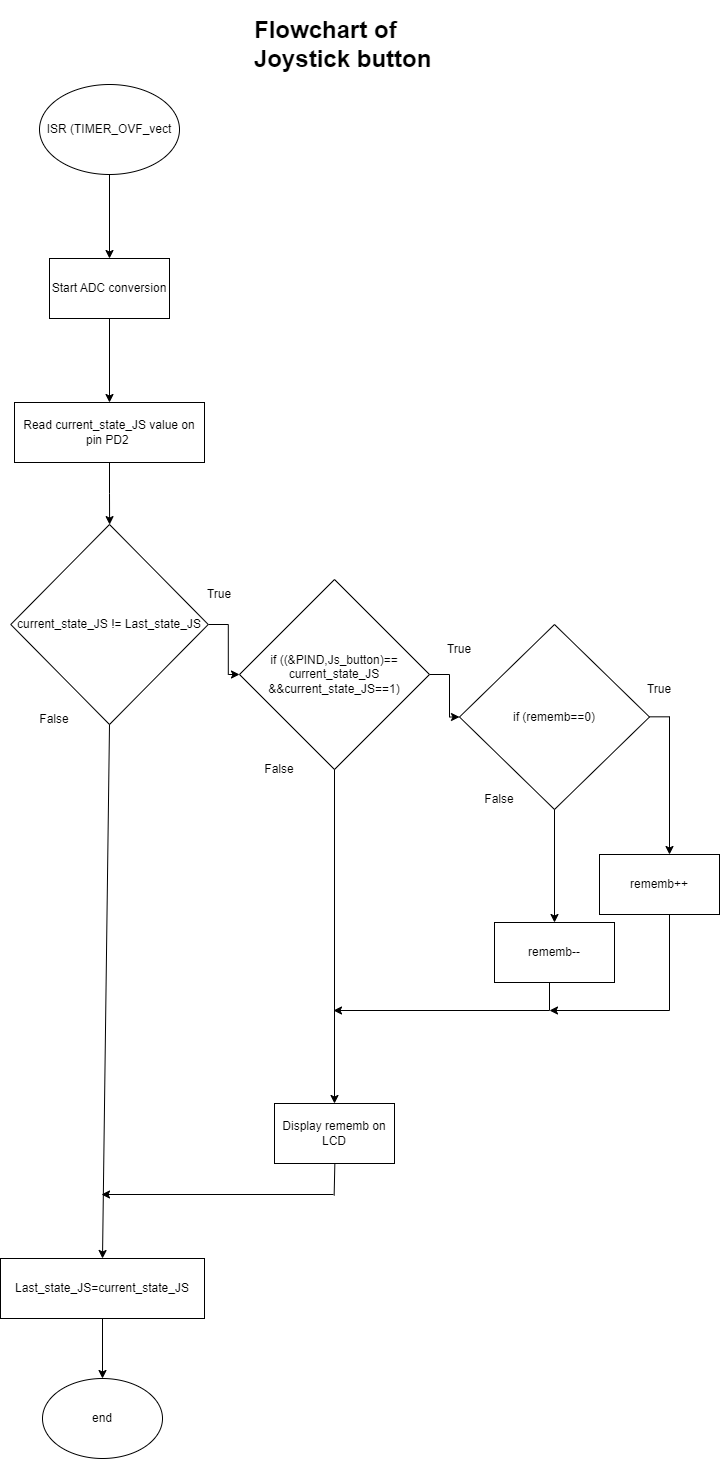 Flowchart of
Joystick button
ISR (TIMER_OVF_vect
Start ADC conversion
Read current_state_JS value on
pin PD2
current_state_JS != Last_state_JS
True
False
if ((&PIND,Js_button)==
current_state_JS
&&current_state_JS==1)
True
False
if (rememb==0)
True
False
rememb++
rememb--
Display rememb on
LCD
Last_state_JS=current_state_JS
end